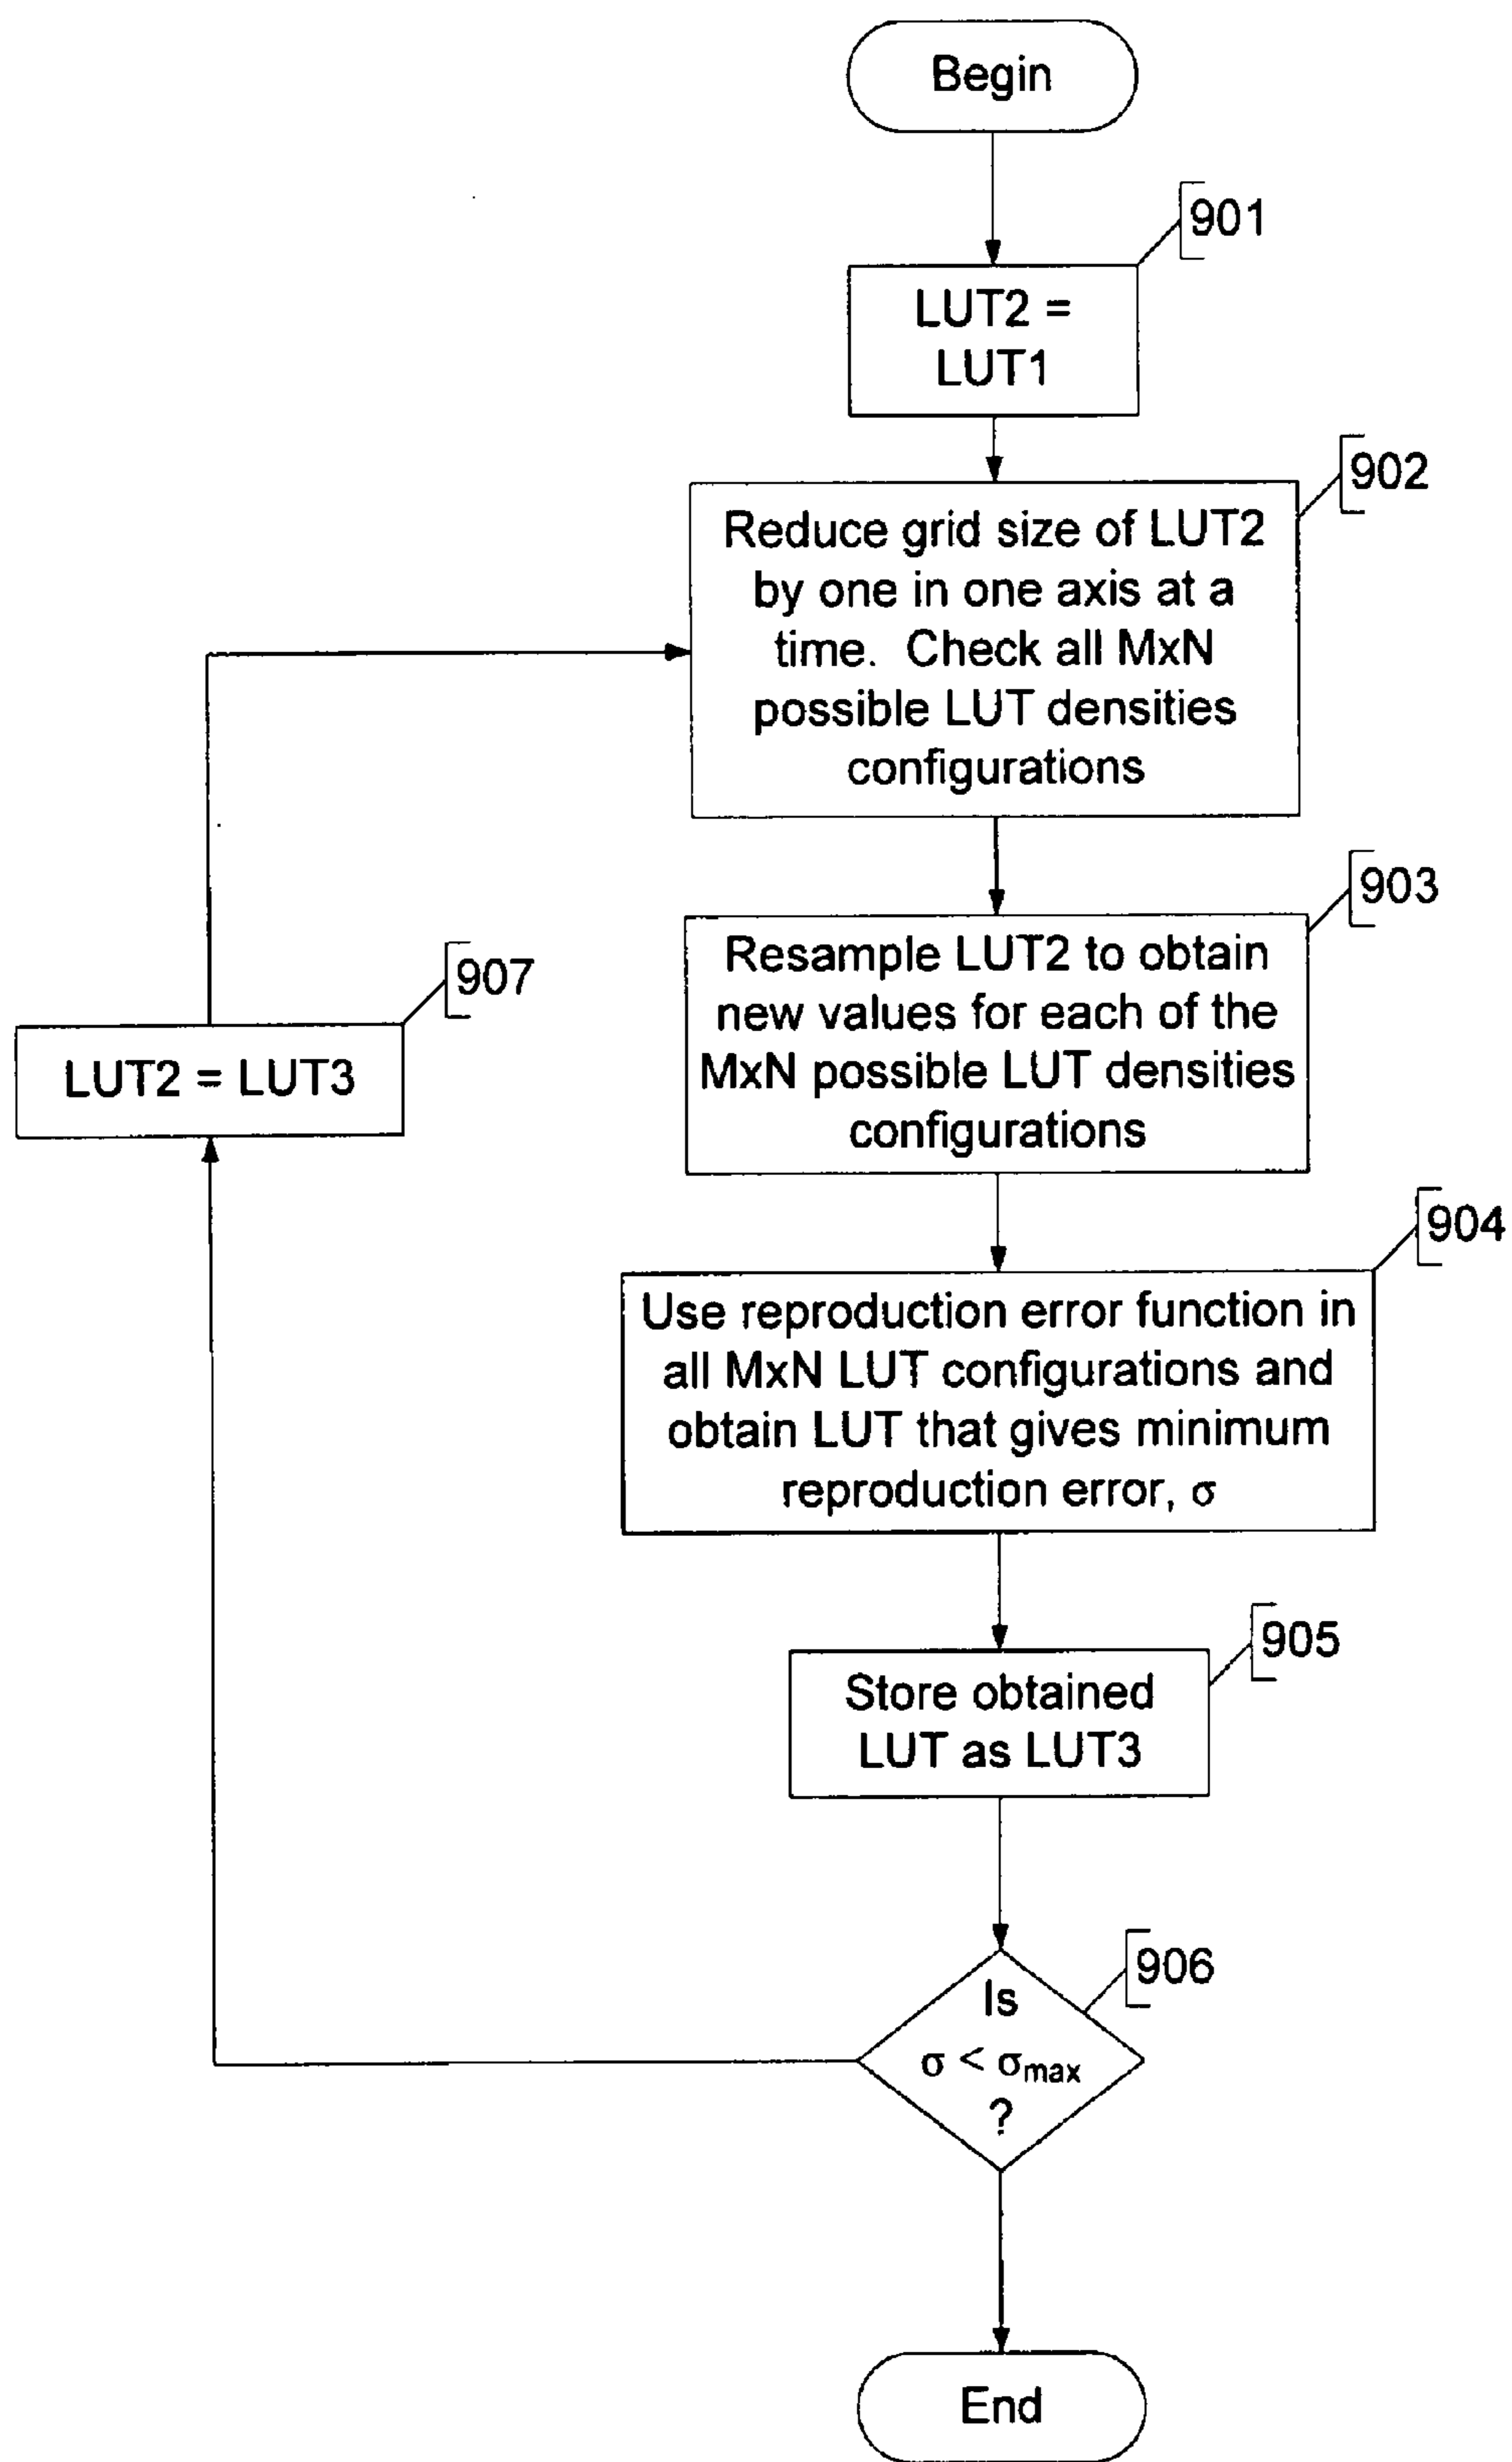 Begin
901
LUT2 =
LUT1
902
Reduce grid size of LUT2
by one in one axis at a
time. Check all MxN
possible LUT densities
configurations
903
Resample LUT2 to obtain
new values for each of the
MxN possible LUT densities
configurations
907
LUT2 = LUT3
904
Use reproduction error function in
all MxN LUT configurations and
obtain LUT that gives minimum
reproduction error, σ
905
Store obtained
LUT as LUT3
906
Is
σ < σmax
?
End